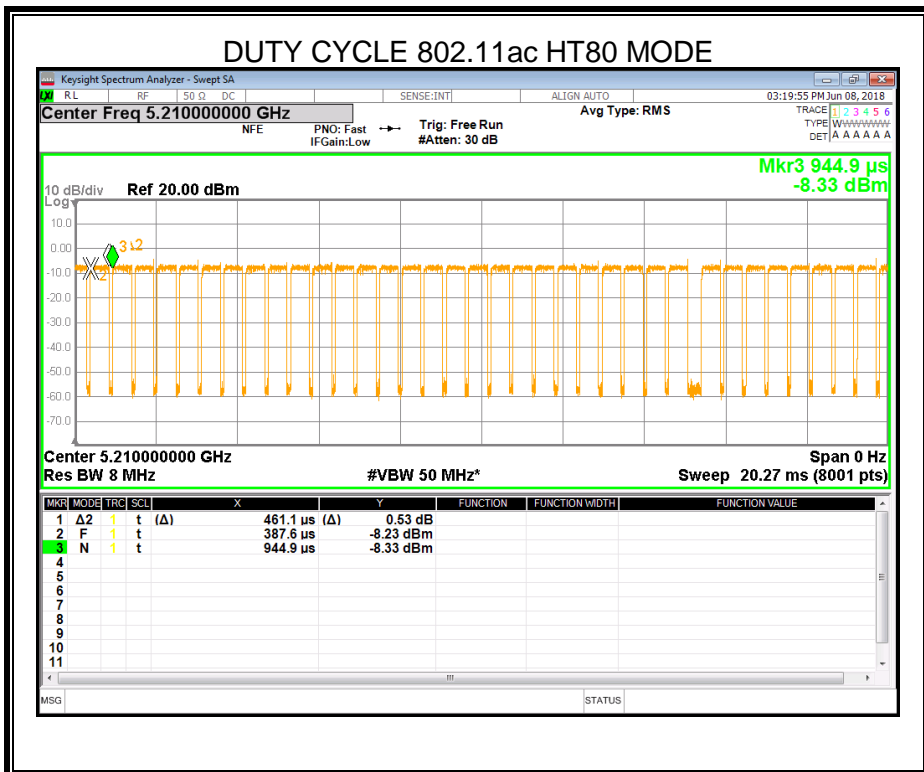 DUTY CYCLE 802.11ac HT80 MODE
Keysight Spectrum Analyzer - Swept SA
LXI RL RF 50 Ω DC SENSE:INT ALIGN AUTO 03:19:55 PM Jun 08, 2018
Center Freq 5.210000000 GHz Avg Type: RMS TRACE 1 2 3 4 5 6
NFE PNO: Fast Trig: Free Run TYPE WWWWWW
IFGain:Low #Atten: 30 dB DET A A A A A A
Mkr3 944.9 µs
10 dB/div Ref 20.00 dBm -8.33 dBm
Log
10.0
0.00
-10.0
-20.0
-30.0
-40.0
-50.0
-60.0
-70.0
Center 5.210000000 GHz Span 0 Hz
Res BW 8 MHz #VBW 50 MHz* Sweep 20.27 ms (8001 pts)
MKR MODE TRC SCL X Y FUNCTION FUNCTION WIDTH FUNCTION VALUE
1 Δ2 1 t (Δ) 461.1 µs (Δ) 0.53 dB
2 F 1 t 387.6 µs -8.23 dBm
3 N 1 t 944.9 µs -8.33 dBm
4
5
6
7
8
9
10
11
MSG STATUS